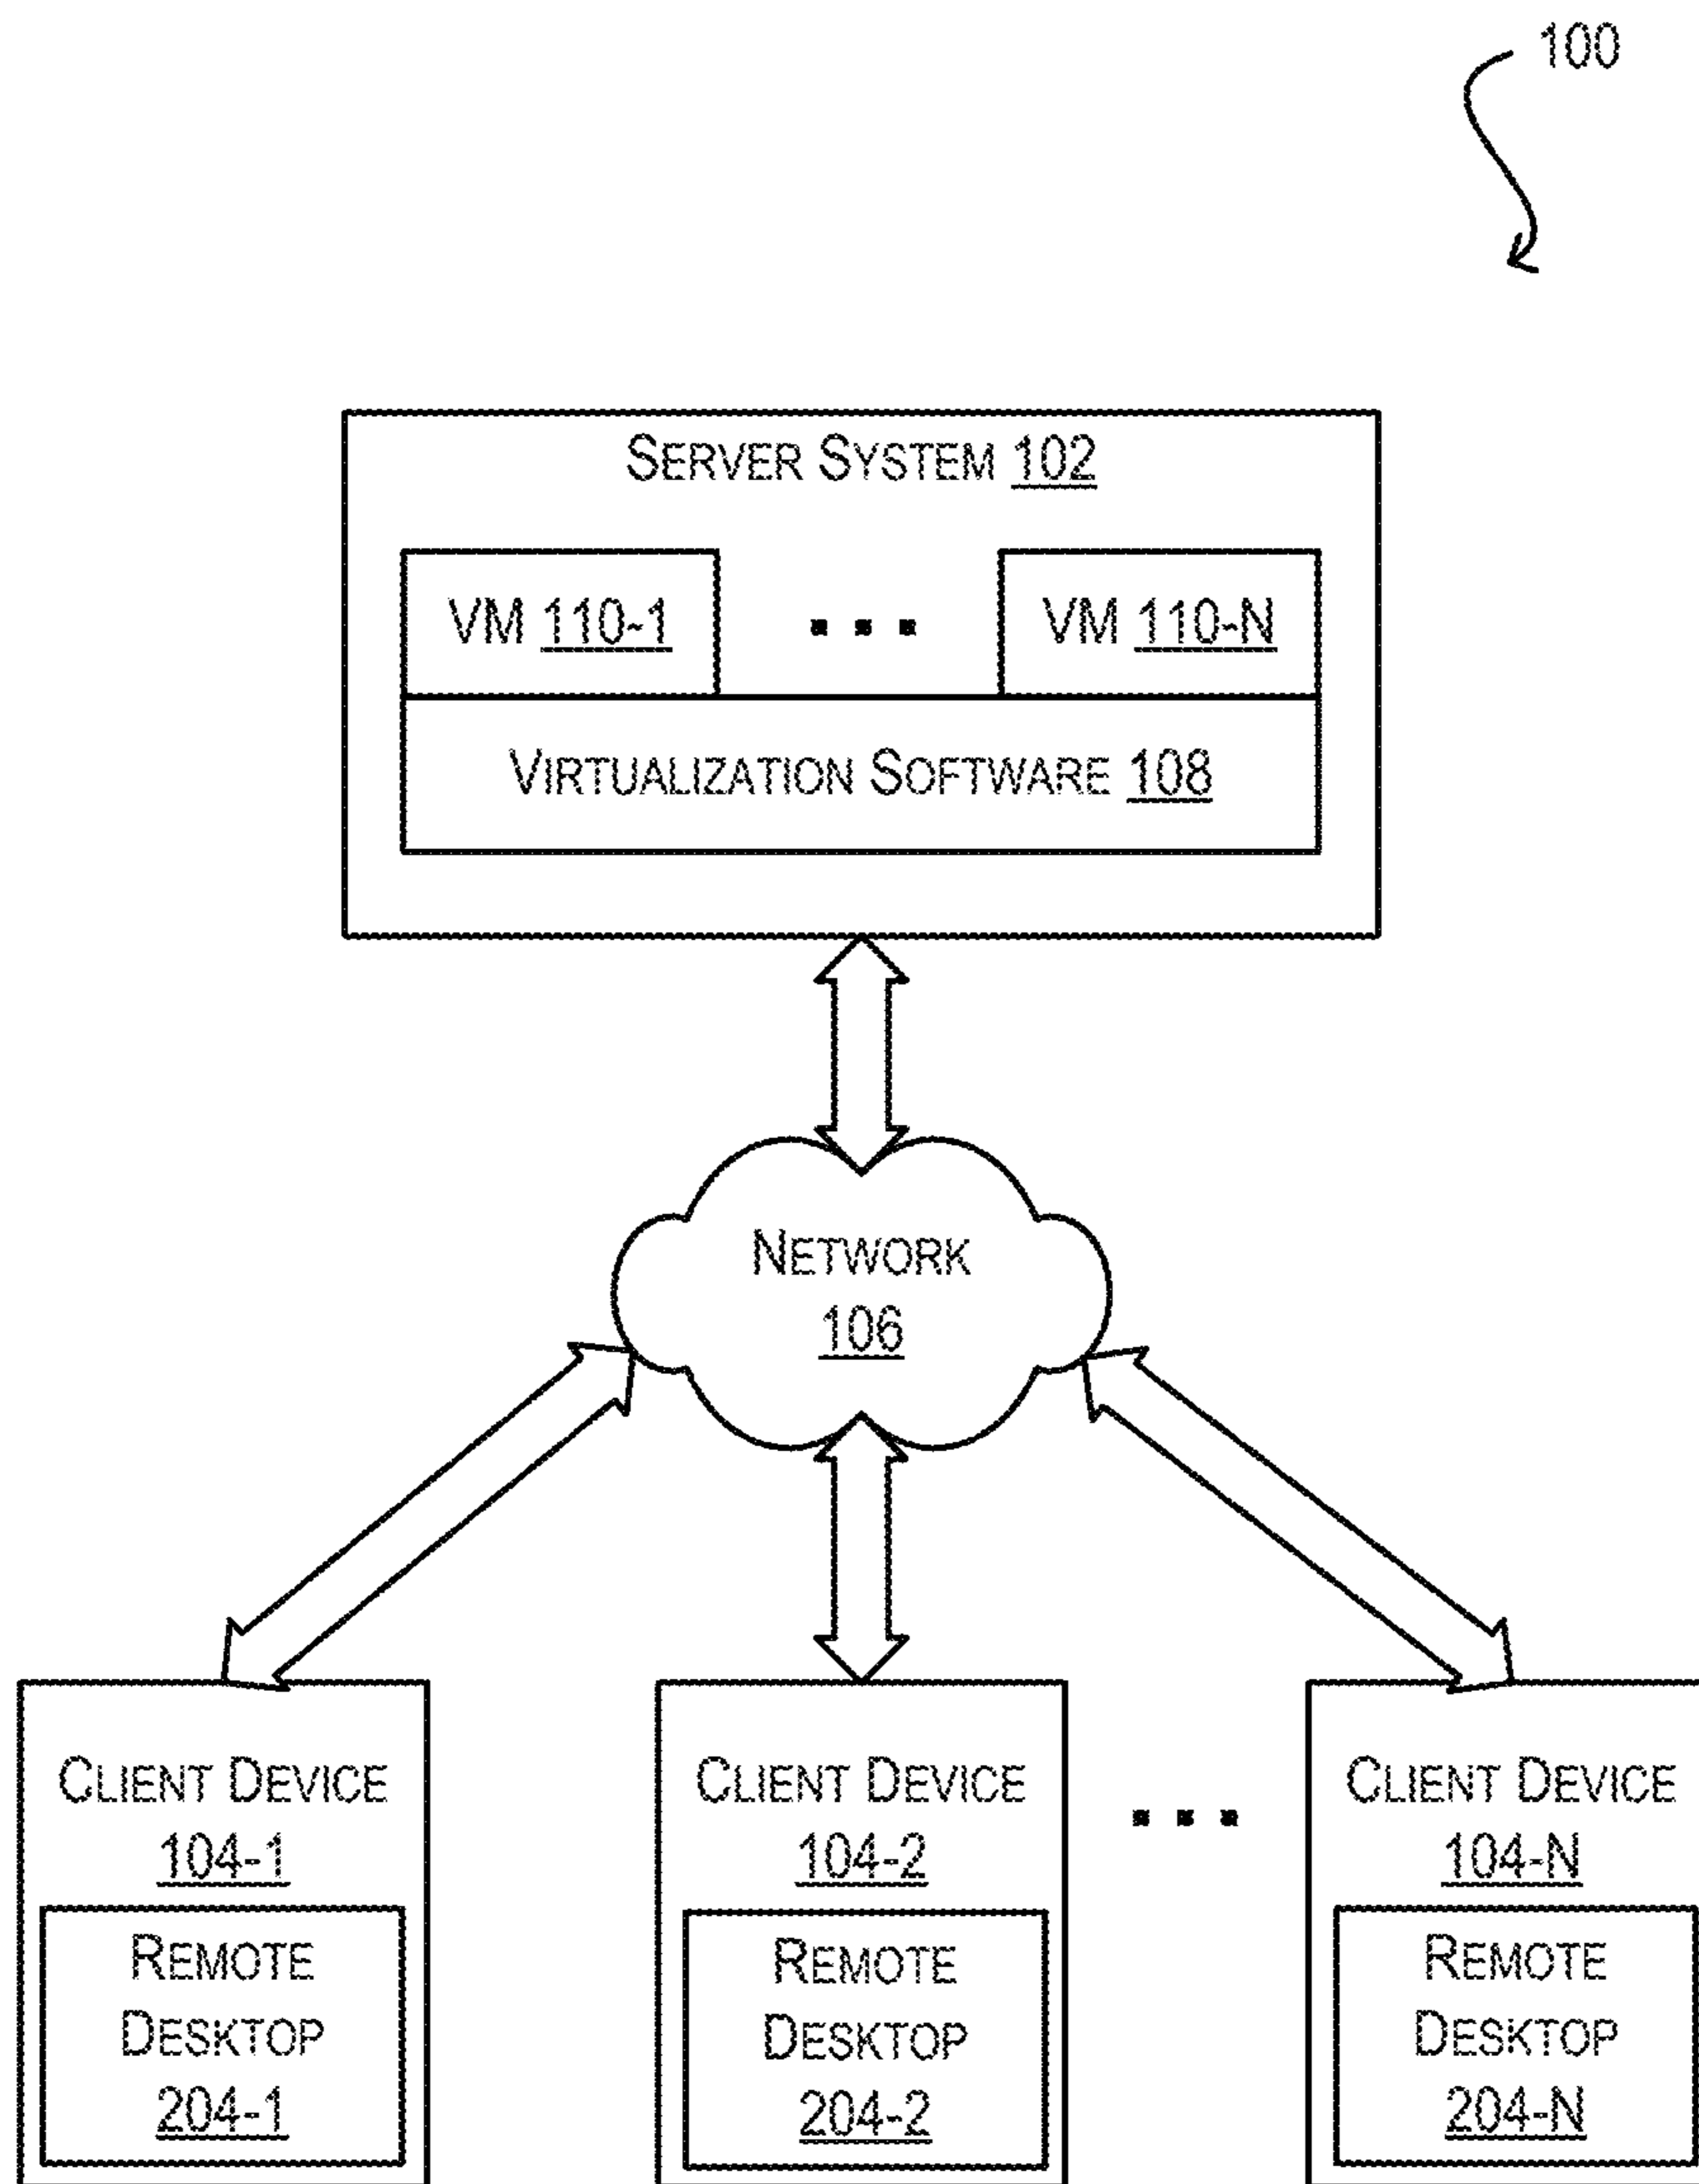 100
SERVER SYSTEM 102
VM 110-1
VM 110-N
VIRTUALIZATION SOFTWARE 108
NETWORK
106
CLIENT DEVICE
104-1
REMOTE
DESKTOP
204-1
CLIENT DEVICE
104-2
REMOTE
DESKTOP
204-2
CLIENT DEVICE
104-N
REMOTE
DESKTOP
204-N